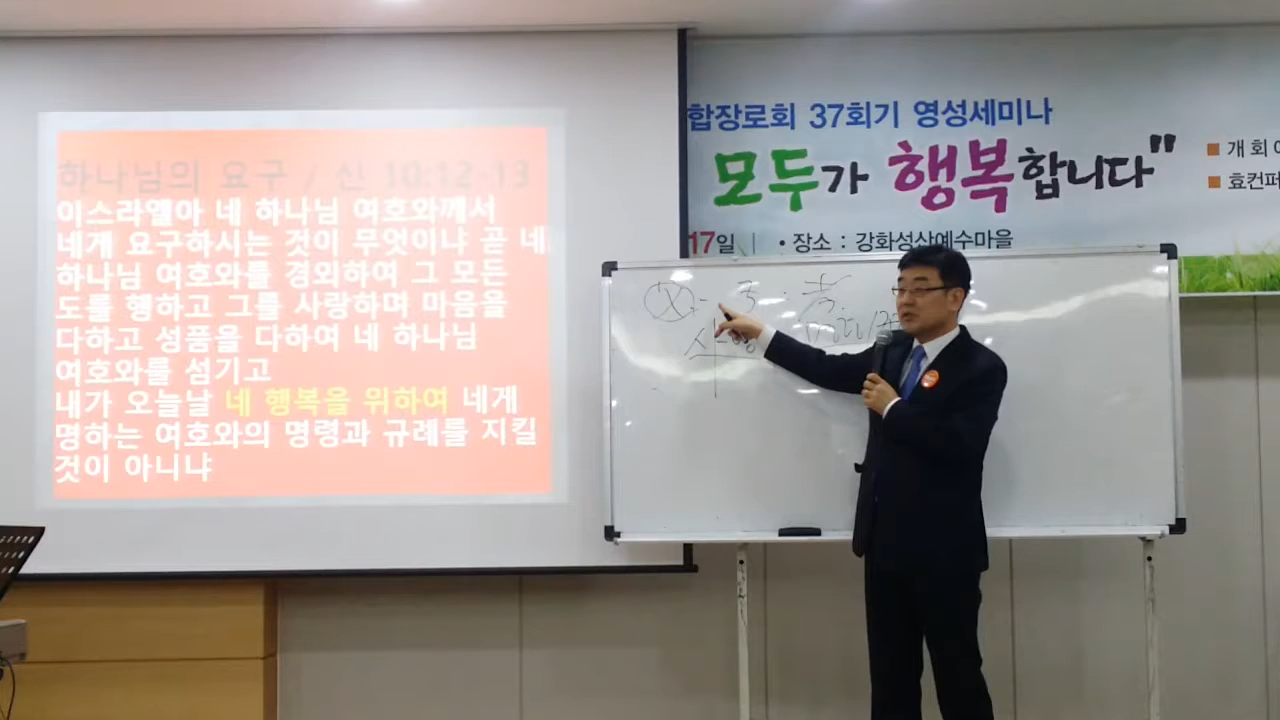 하나님의 요구 / 신 10:12-13
이스라엘아 네 하나님 여호와께서
네게 요구하시는 것이 무엇이냐 곧 네
하나님 여호와를 경외하여 그 모든
도를 행하고 그를 사랑하며 마음을
다하고 성품을 다하여 네 하나님
여호와를 섬기고
내가 오늘날 네 행복을 위하여 네게
명하는 여호와의 명령과 규례를 지킬
것이 아니냐
합장로회 37회기 영성세미나
모두가 행복합니다"
개회
효컨퍼
17일 | • 장소 : 강화성산예수마을